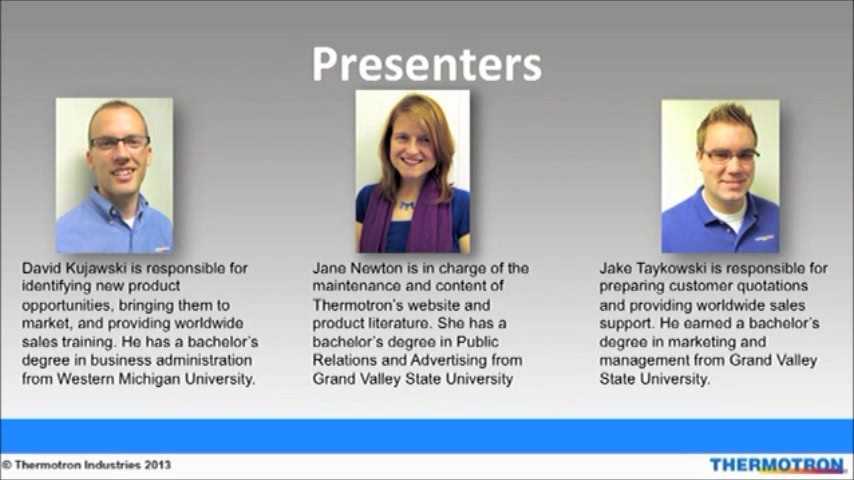 Presenters
David Kujawski is responsible for
identifying new product
opportunities, bringing them to
market, and providing worldwide
sales training. He has a bachelor's
degree in business administration
from Western Michigan University.
Jane Newton is in charge of the
maintenance and content of
Thermotron's website and
product literature. She has a
bachelor's degree in Public
Relations and Advertising from
Grand Valley State University
Jake Taykowski is responsible for
preparing customer quotations
and providing worldwide sales
support. He earned a bachelor's
degree in marketing and
management from Grand Valley
State University.
© Thermotron Industries 2013
THERMOTRON